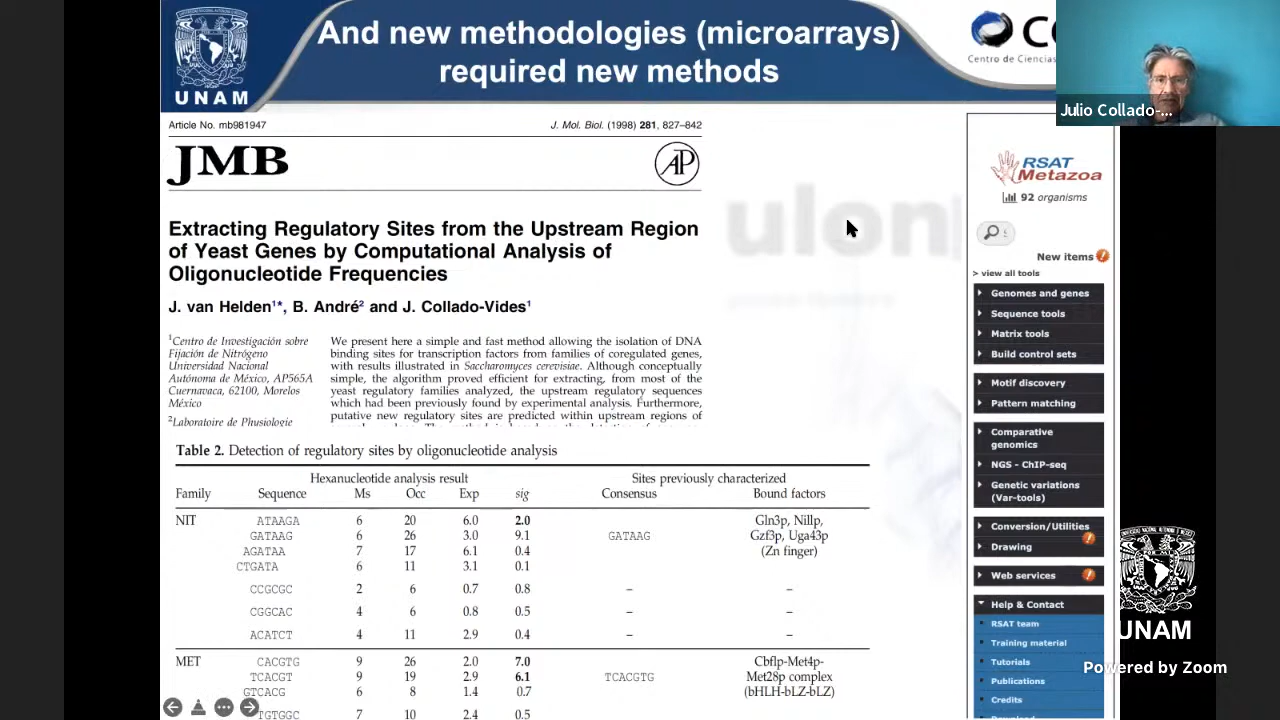 And new methodologies (microarrays)
required new methods
UNAM
Centro de Ciencias
Julio Collado-...
Article No. mb981947
J. Mol. Biol. (1998) 281, 827–842
JMB
AP
Extracting Regulatory Sites from the Upstream Region
of Yeast Genes by Computational Analysis of
Oligonucleotide Frequencies
J. van Helden1*, B. André2 and J. Collado-Vides1
1Centro de Investigación sobre
Fijación de Nitrógeno
Universidad Nacional
Autónoma de México, AP565A
Cuernavaca, 62100, Morelos
México
2Laboratoire de Physiologie
We present here a simple and fast method allowing the isolation of DNA
binding sites for transcription factors from families of coregulated genes,
with results illustrated in Saccharomyces cerevisiae. Although conceptually
simple, the algorithm proved efficient for extracting, from most of the
yeast regulatory families analyzed, the upstream regulatory sequences
which had been previously found by experimental analysis. Furthermore,
putative new regulatory sites are predicted within upstream regions of
Table 2. Detection of regulatory sites by oligonucleotide analysis
Hexanucleotide analysis result Sites previously characterized
Family Sequence Ms Occ Exp sig Consensus Bound factors
NIT ATAAGA 6 20 6.0 2.0 Gln3p, Nillp,
GATAAG 6 26 3.0 9.1 GATAAG Gzf3p, Uga43p
AGATAA 7 17 6.1 0.4 (Zn finger)
CTGATA 6 11 3.1 0.1
CCGCGC 2 6 0.7 0.8 – –
CGGCAC 4 6 0.8 0.5 – –
ACATCT 4 11 2.9 0.4 – –
MET CACGTG 9 26 2.0 7.0 Cbflp-Met4p-
TCACGT 9 19 2.9 6.1 TCACGTG Met28p complex
GTCACG 6 8 1.4 0.7 (bHLH-bLZ-bLZ)
TGTGGC 7 10 2.4 0.5
ulon
RSAT
Metazoa
92 organisms
New items
> view all tools
Genomes and genes
Sequence tools
Matrix tools
Build control sets
Motif discovery
Pattern matching
Comparative
genomics
NGS - ChIP-seq
Genetic variations
(Var-tools)
Conversion/Utilities
Drawing
Web services
Help & Contact
RSAT team
Training material
Tutorials
Publications
Credits
UNAM
Powered by Zoom